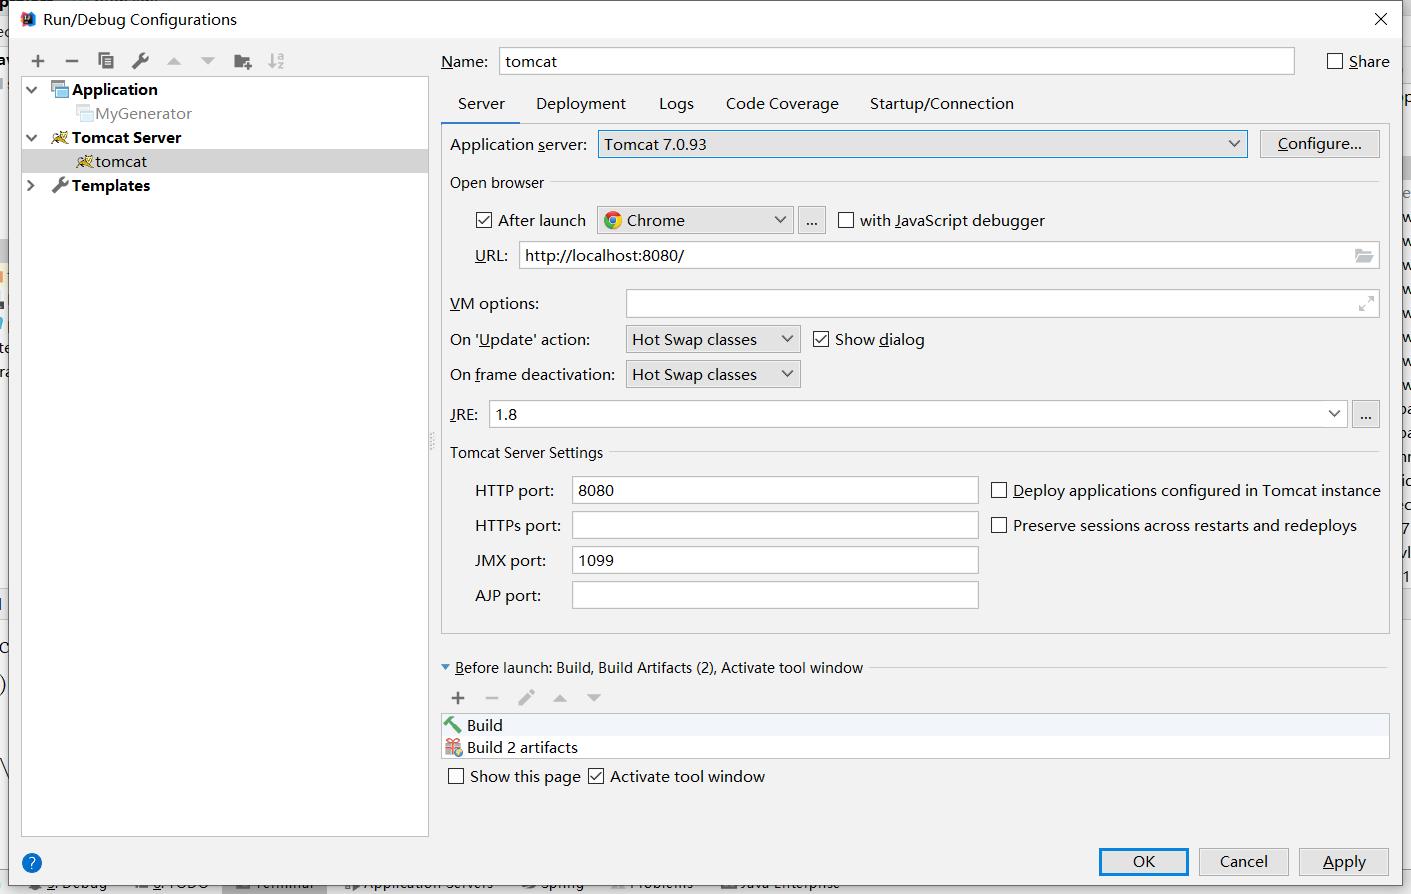 Run/Debug Configurations
Name: tomcat Share
Application
MyGenerator
Tomcat Server
tomcat
Templates
Server Deployment Logs Code Coverage Startup/Connection
Application server: Tomcat 7.0.93 Configure...
Open browser
After launch Chrome ... with JavaScript debugger
URL: http://localhost:8080/
VM options:
On 'Update' action: Hot Swap classes Show dialog
On frame deactivation: Hot Swap classes
JRE: 1.8 ...
Tomcat Server Settings
HTTP port: 8080 Deploy applications configured in Tomcat instance
HTTPs port: Preserve sessions across restarts and redeploys
JMX port: 1099
AJP port:
Before launch: Build, Build Artifacts (2), Activate tool window
Build
Build 2 artifacts
Show this page Activate tool window
? OK Cancel Apply